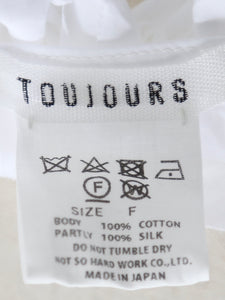 TOUJOURS
F
SIZE F
BODY 100% COTTON
PARTLY 100% SILK
DO NOT TUMBLE DRY
NOT SO HARD WORK CO.,LTD.
MADE IN JAPAN